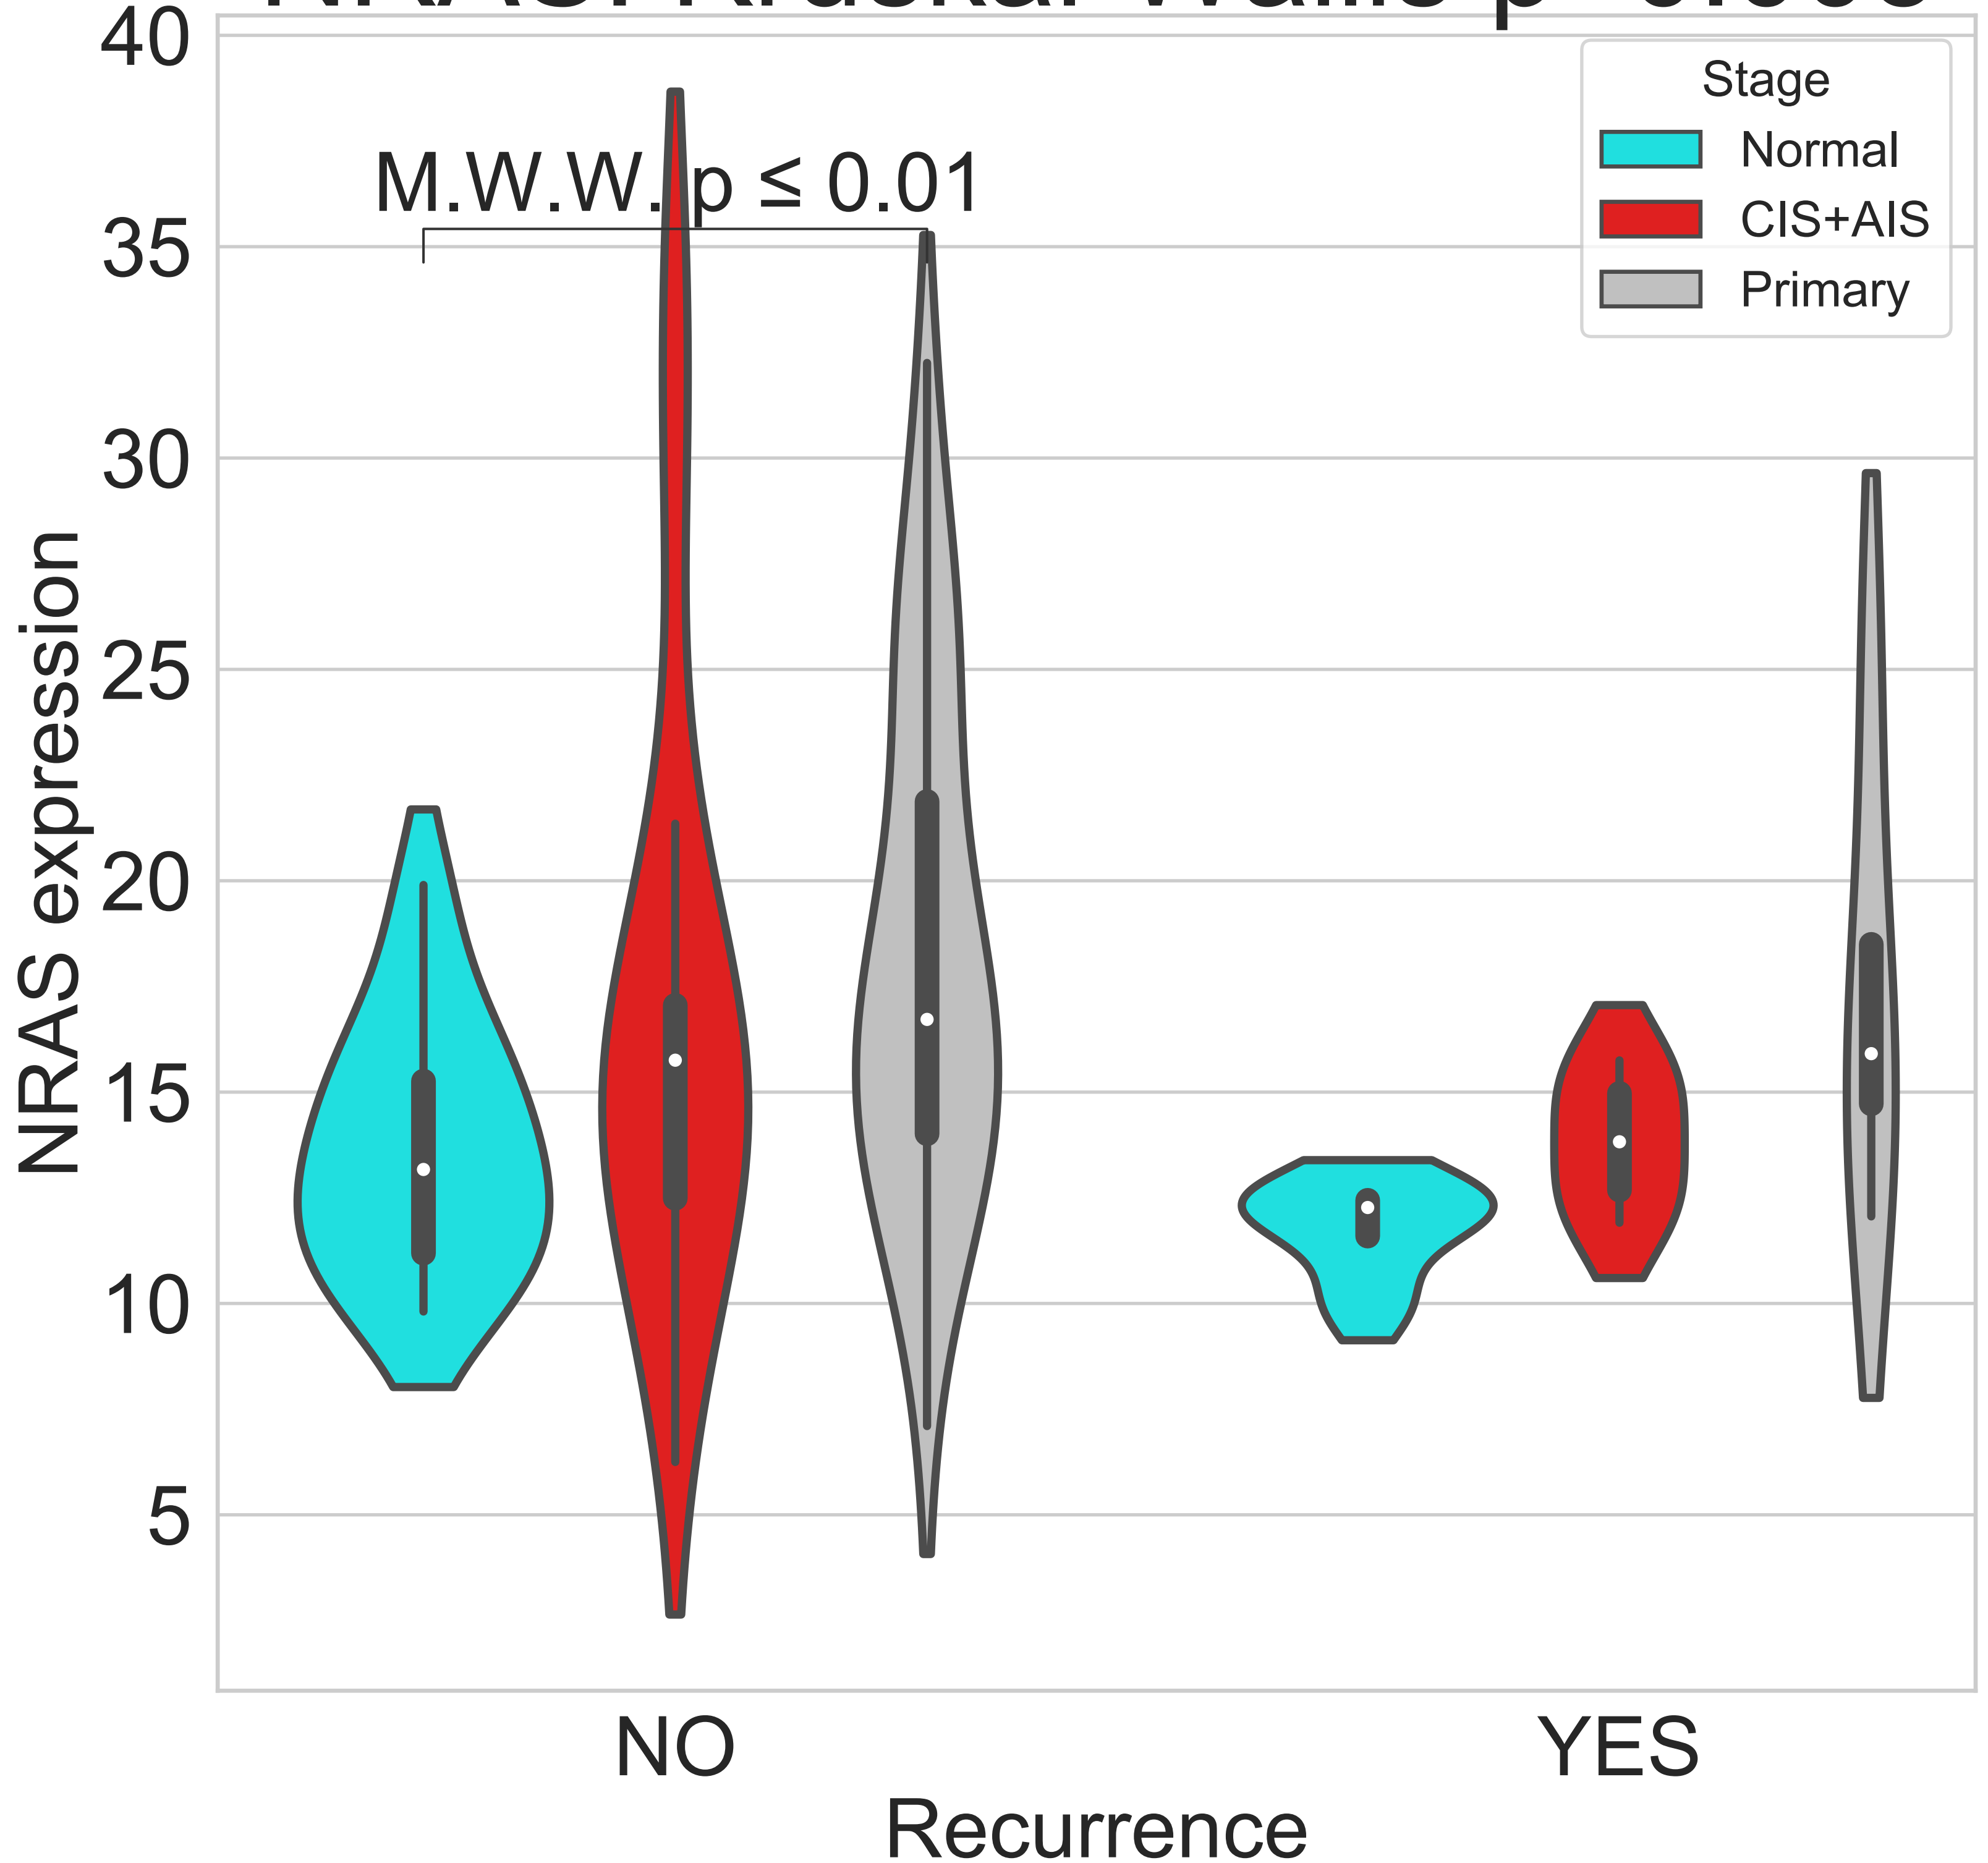 40
35
30
25
20
15
10
5
NRAS expression
M.W.W. p ≤ 0.01
Stage
Normal
CIS+AIS
Primary
NO
YES
Recurrence